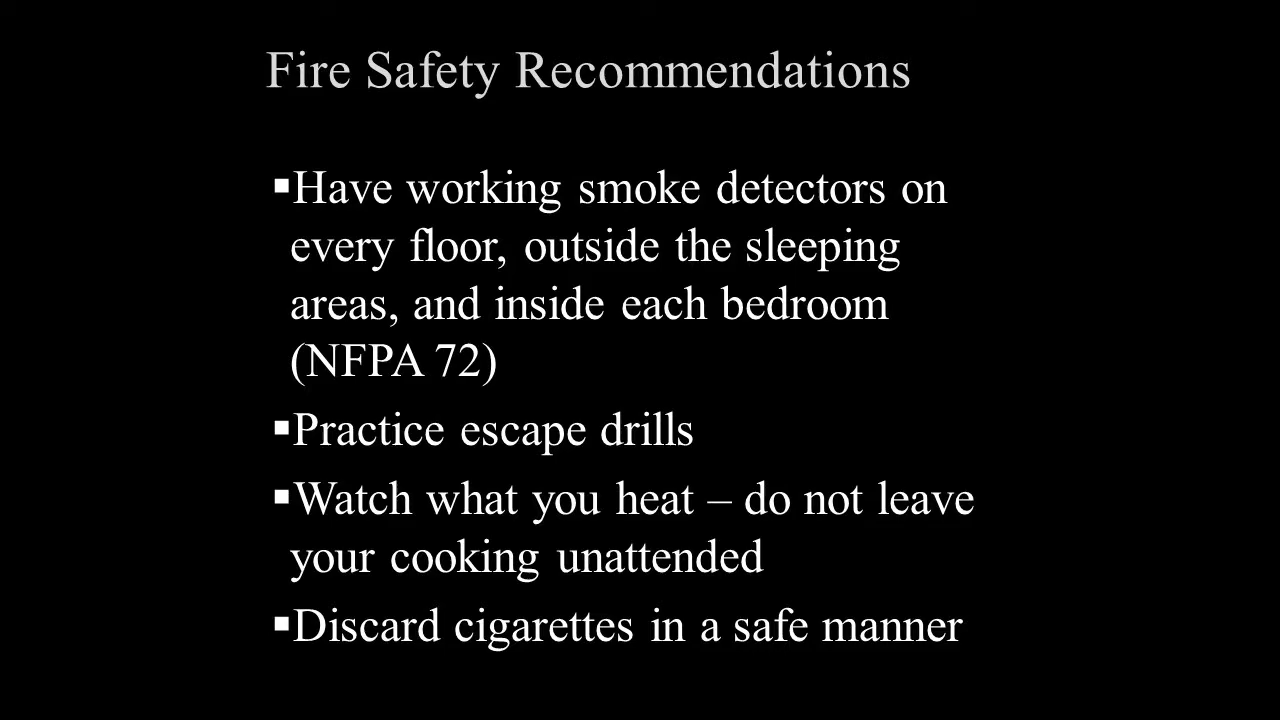 Fire Safety Recommendations
▪Have working smoke detectors on
every floor, outside the sleeping
areas, and inside each bedroom
(NFPA 72)
▪Practice escape drills
▪Watch what you heat – do not leave
your cooking unattended
▪Discard cigarettes in a safe manner